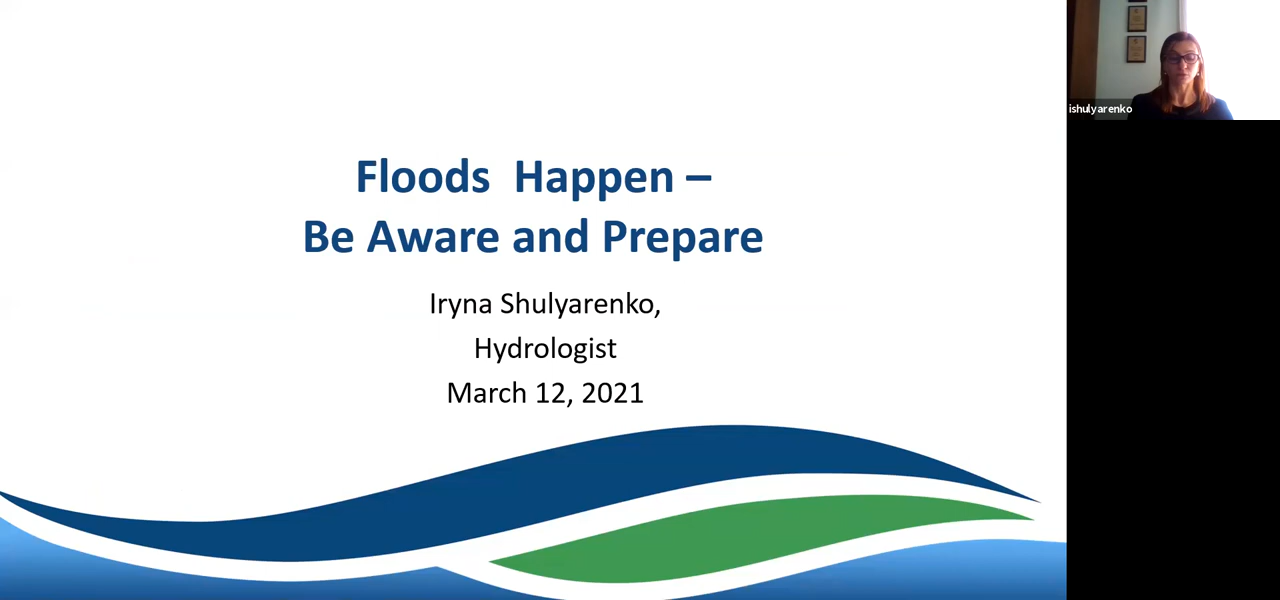 Floods Happen –
Be Aware and Prepare
Iryna Shulyarenko,
Hydrologist
March 12, 2021
ishulyarenko